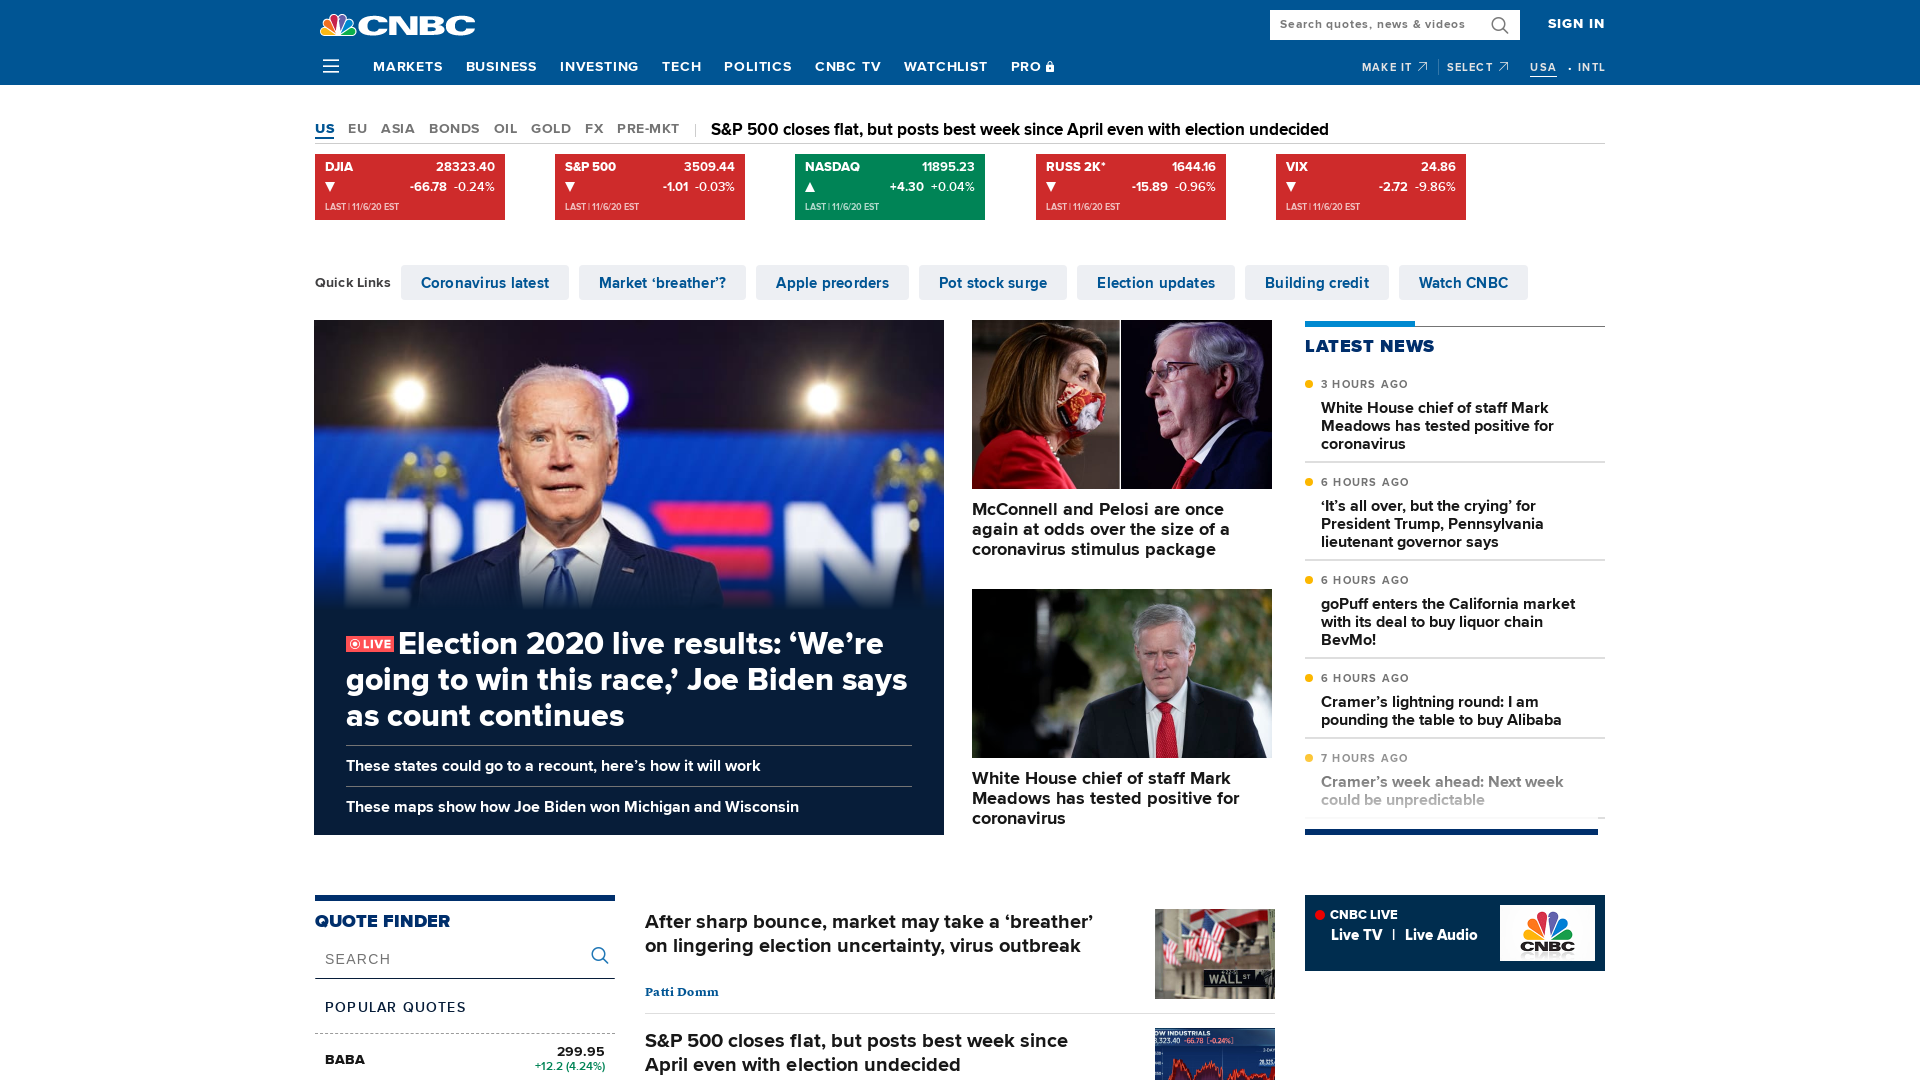 CNBC
Search quotes, news & videos
SIGN IN
MARKETS
BUSINESS
INVESTING
TECH
POLITICS
CNBC TV
WATCHLIST
PRO
MAKE IT
SELECT
USA
• INTL
US
EU
ASIA
BONDS
OIL
GOLD
FX
PRE-MKT
S&P 500 closes flat, but posts best week since April even with election undecided
DJIA 28323.40
-66.78 -0.24%
LAST | 11/6/20 EST
S&P 500 3509.44
-1.01 -0.03%
LAST | 11/6/20 EST
NASDAQ 11895.23
+4.30 +0.04%
LAST | 11/6/20 EST
RUSS 2K* 1644.16
-15.89 -0.96%
LAST | 11/6/20 EST
VIX 24.86
-2.72 -9.86%
LAST | 11/6/20 EST
Quick Links
Coronavirus latest
Market ‘breather’?
Apple preorders
Pot stock surge
Election updates
Building credit
Watch CNBC
BIDEN
LIVE Election 2020 live results: ‘We’re
going to win this race,’ Joe Biden says
as count continues
These states could go to a recount, here’s how it will work
These maps show how Joe Biden won Michigan and Wisconsin
McConnell and Pelosi are once
again at odds over the size of a
coronavirus stimulus package
White House chief of staff Mark
Meadows has tested positive for
coronavirus
LATEST NEWS
3 HOURS AGO
White House chief of staff Mark
Meadows has tested positive for
coronavirus
6 HOURS AGO
‘It’s all over, but the crying’ for
President Trump, Pennsylvania
lieutenant governor says
6 HOURS AGO
goPuff enters the California market
with its deal to buy liquor chain
BevMo!
6 HOURS AGO
Cramer’s lightning round: I am
pounding the table to buy Alibaba
7 HOURS AGO
Cramer’s week ahead: Next week
could be unpredictable
QUOTE FINDER
SEARCH
POPULAR QUOTES
BABA 299.95
+12.2 (4.24%)
After sharp bounce, market may take a ‘breather’
on lingering election uncertainty, virus outbreak
Patti Domm
WALL ST
S&P 500 closes flat, but posts best week since
April even with election undecided
OW INDUSTRIALS
-66.78 [-0.24%]
CNBC LIVE
Live TV | Live Audio
CNBC